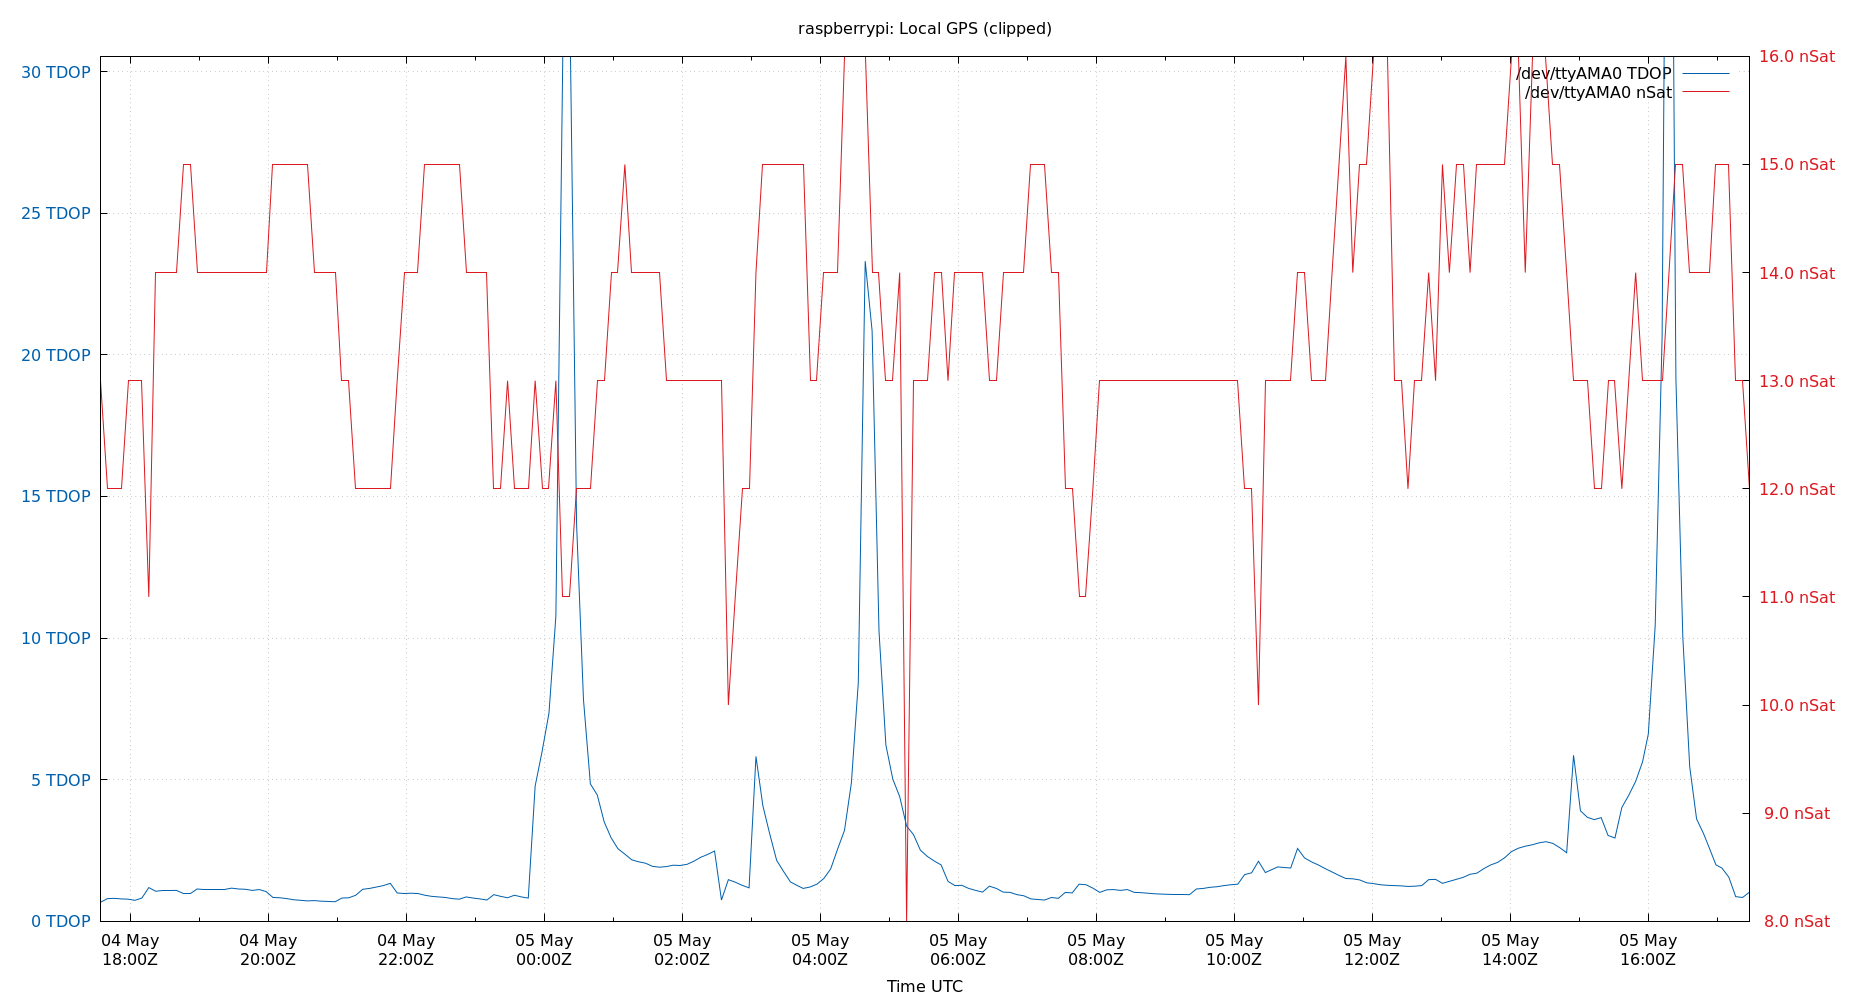 raspberrypi: Local GPS (clipped)
/dev/ttyAMA0 TDOP
/dev/ttyAMA0 nSat
30 TDOP
25 TDOP
20 TDOP
15 TDOP
10 TDOP
5 TDOP
0 TDOP
16.0 nSat
15.0 nSat
14.0 nSat
13.0 nSat
12.0 nSat
11.0 nSat
10.0 nSat
9.0 nSat
8.0 nSat
04 May
18:00Z
04 May
20:00Z
04 May
22:00Z
05 May
00:00Z
05 May
02:00Z
05 May
04:00Z
05 May
06:00Z
05 May
08:00Z
05 May
10:00Z
05 May
12:00Z
05 May
14:00Z
05 May
16:00Z
Time UTC